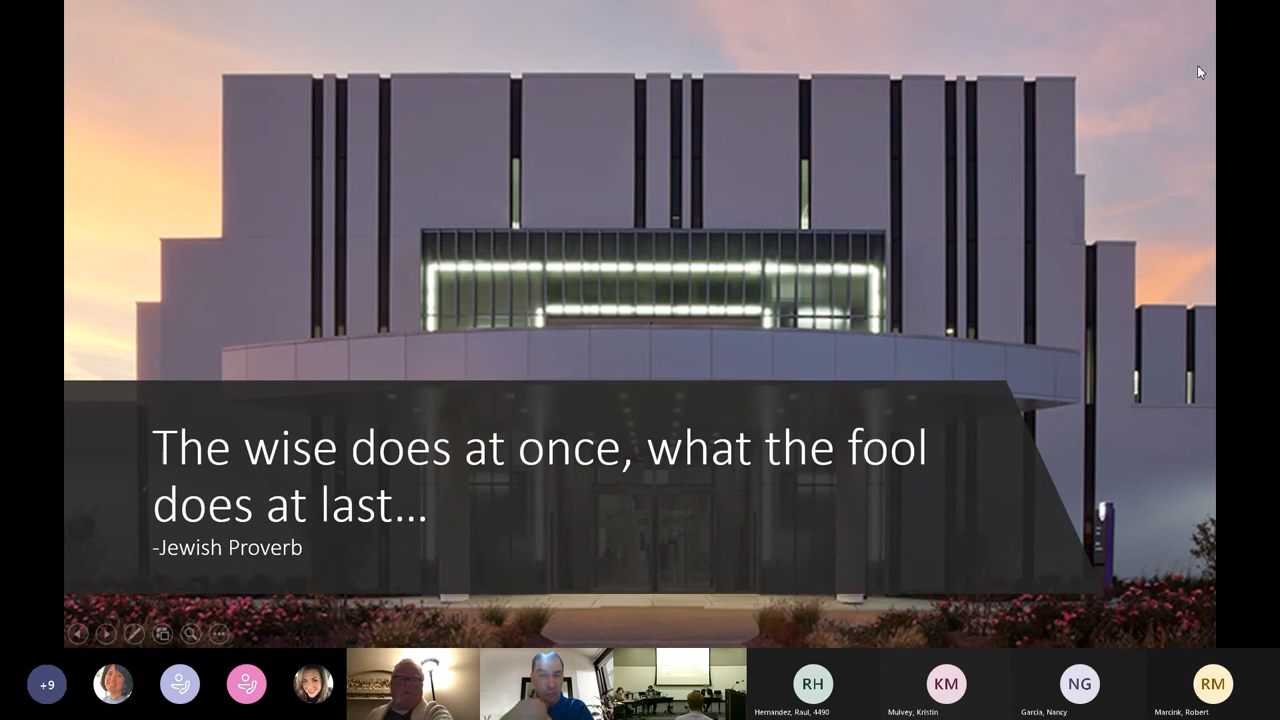 The wise does at once, what the fool
does at last...
-Jewish Proverb
+9
RH
Hernandez, Raul, 4490
KM
Mulvey, Kristin
NG
Garcia, Nancy
RM
Marcink, Robert